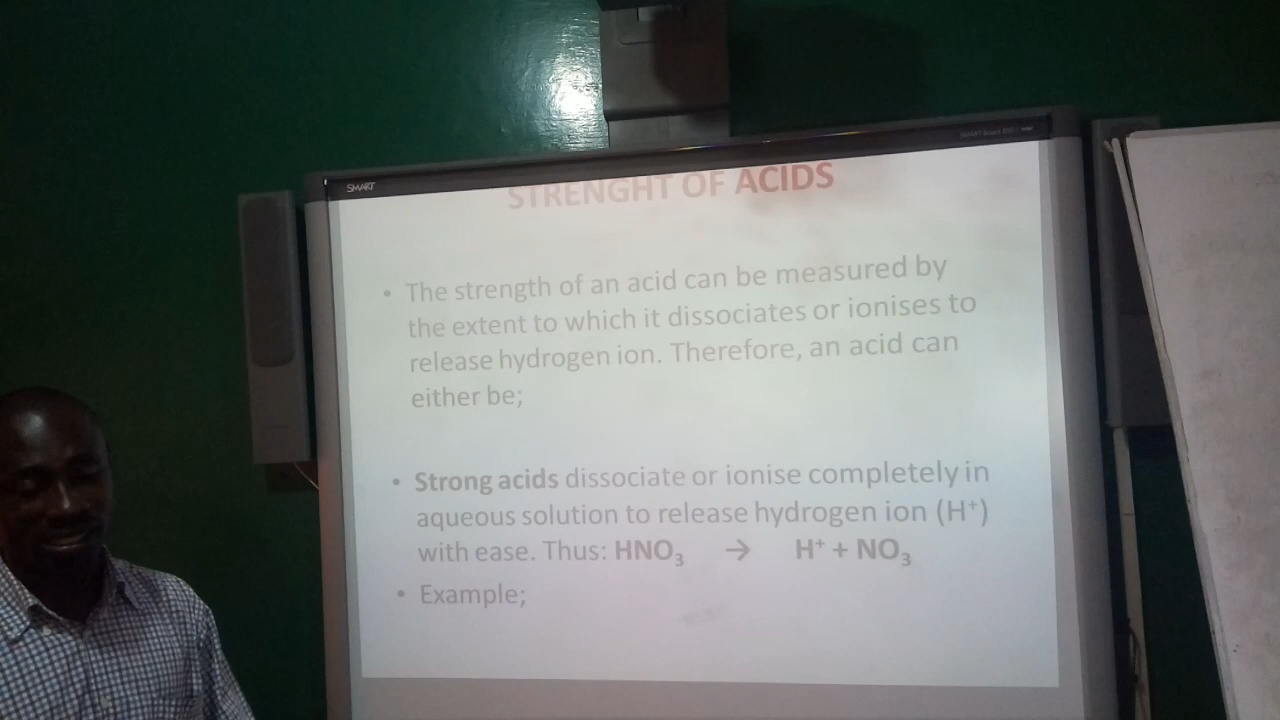 SMART
STRENGHT OF ACIDS
• The strength of an acid can be measured by
the extent to which it dissociates or ionises to
release hydrogen ion. Therefore, an acid can
either be;
• Strong acids dissociate or ionise completely in
aqueous solution to release hydrogen ion (H⁺)
with ease. Thus: HNO₃ → H⁺ + NO₃
• Example;